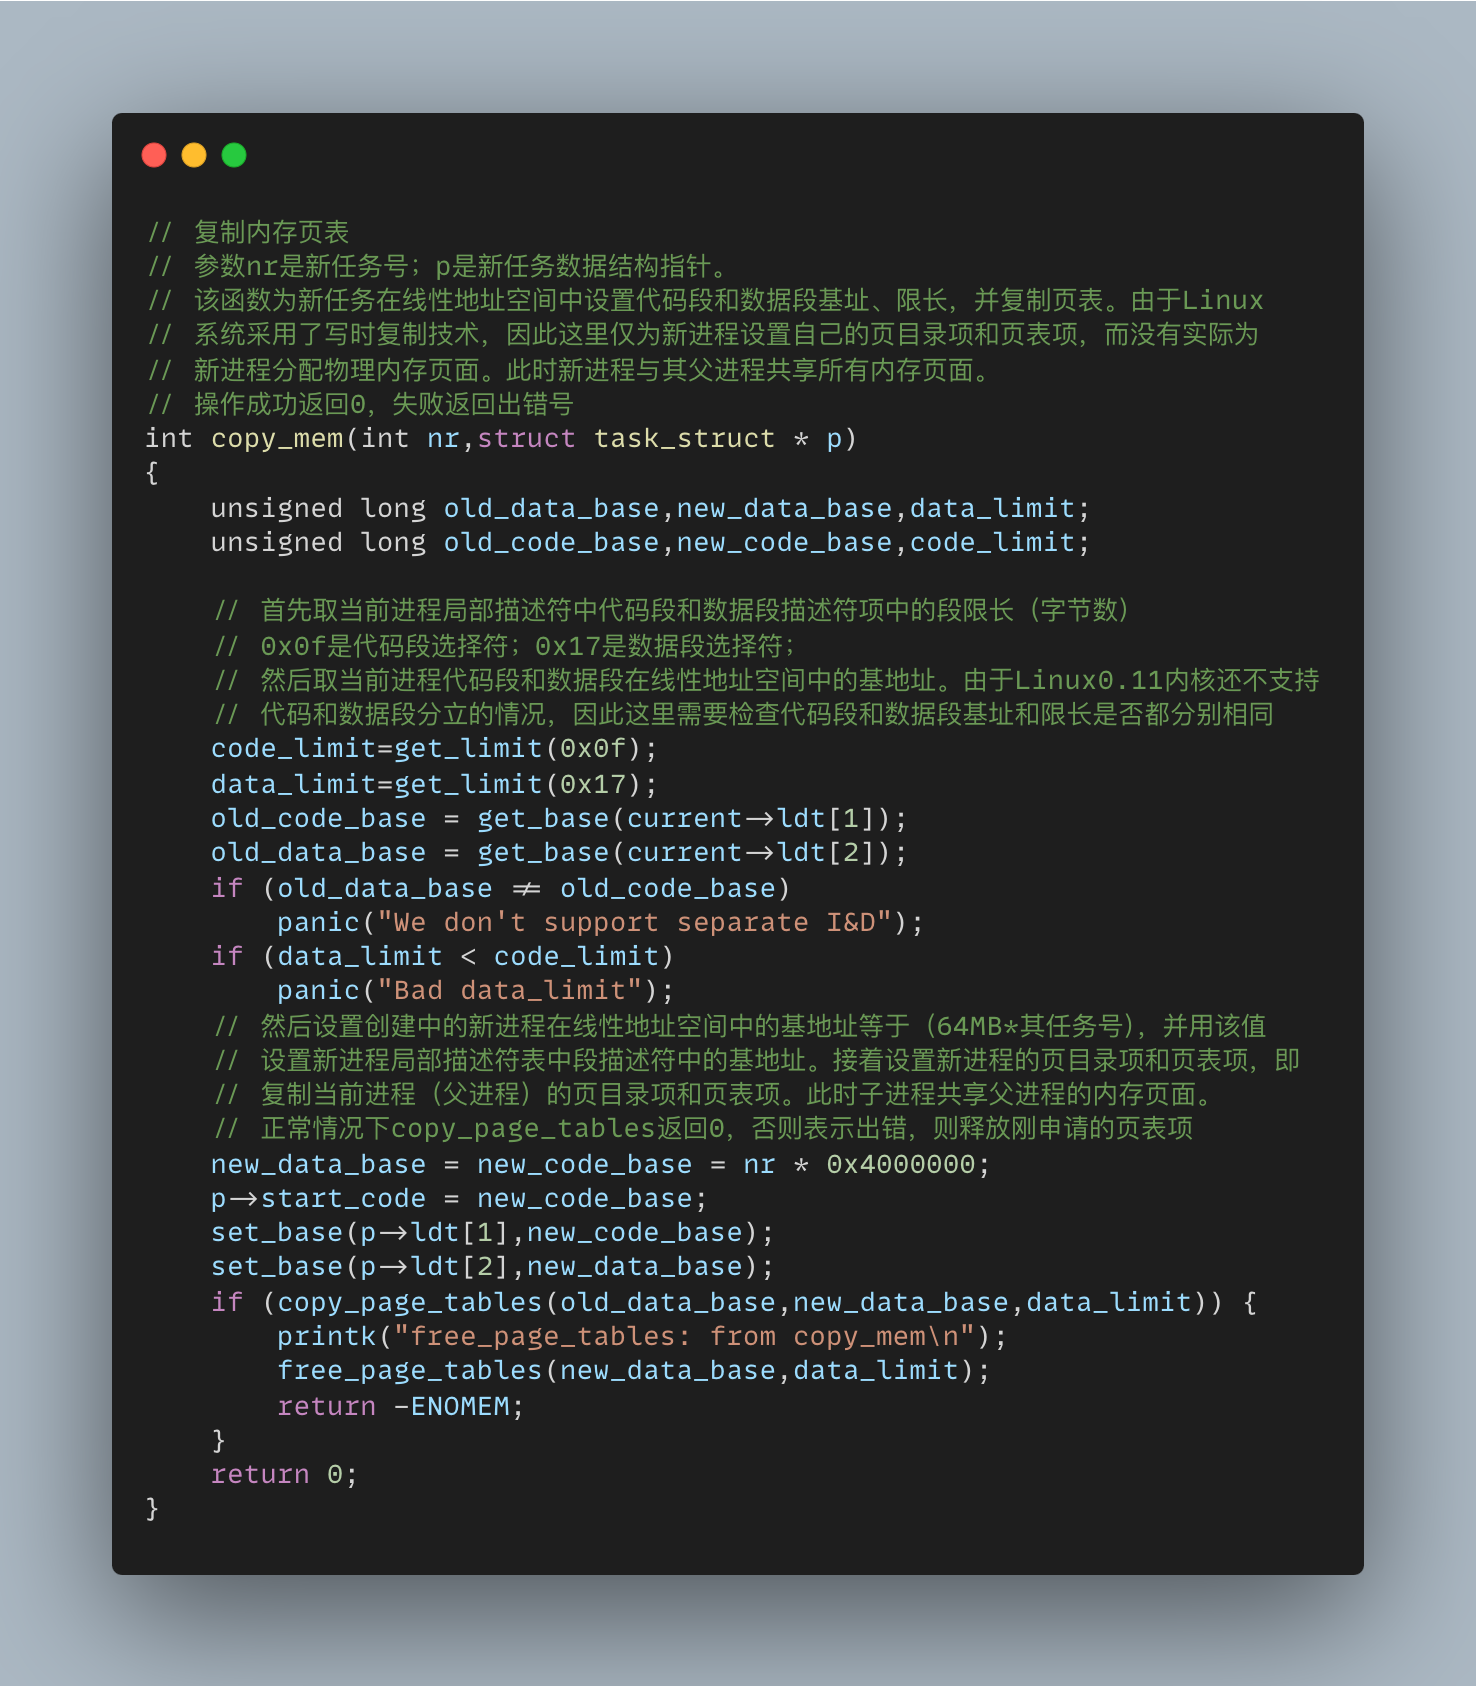 // 复制内存页表
// 参数nr是新任务号；p是新任务数据结构指针。
// 该函数为新任务在线性地址空间中设置代码段和数据段基址、限长，并复制页表。由于Linux
// 系统采用了写时复制技术，因此这里仅为新进程设置自己的页目录项和页表项，而没有实际为
// 新进程分配物理内存页面。此时新进程与其父进程共享所有内存页面。
// 操作成功返回0，失败返回出错号
int copy_mem(int nr,struct task_struct * p)
{
    unsigned long old_data_base,new_data_base,data_limit;
    unsigned long old_code_base,new_code_base,code_limit;

    // 首先取当前进程局部描述符中代码段和数据段描述符项中的段限长（字节数）
    // 0x0f是代码段选择符；0x17是数据段选择符；
    // 然后取当前进程代码段和数据段在线性地址空间中的基地址。由于Linux0.11内核还不支持
    // 代码和数据段分立的情况，因此这里需要检查代码段和数据段基址和限长是否都分别相同
    code_limit=get_limit(0x0f);
    data_limit=get_limit(0x17);
    old_code_base = get_base(current->ldt[1]);
    old_data_base = get_base(current->ldt[2]);
    if (old_data_base != old_code_base)
        panic("We don't support separate I&D");
    if (data_limit < code_limit)
        panic("Bad data_limit");
    // 然后设置创建中的新进程在线性地址空间中的基地址等于（64MB*其任务号），并用该值
    // 设置新进程局部描述符表中段描述符中的基地址。接着设置新进程的页目录项和页表项，即
    // 复制当前进程（父进程）的页目录项和页表项。此时子进程共享父进程的内存页面。
    // 正常情况下copy_page_tables返回0，否则表示出错，则释放刚申请的页表项
    new_data_base = new_code_base = nr * 0x4000000;
    p->start_code = new_code_base;
    set_base(p->ldt[1],new_code_base);
    set_base(p->ldt[2],new_data_base);
    if (copy_page_tables(old_data_base,new_data_base,data_limit)) {
        printk("free_page_tables: from copy_mem\n");
        free_page_tables(new_data_base,data_limit);
        return -ENOMEM;
    }
    return 0;
}